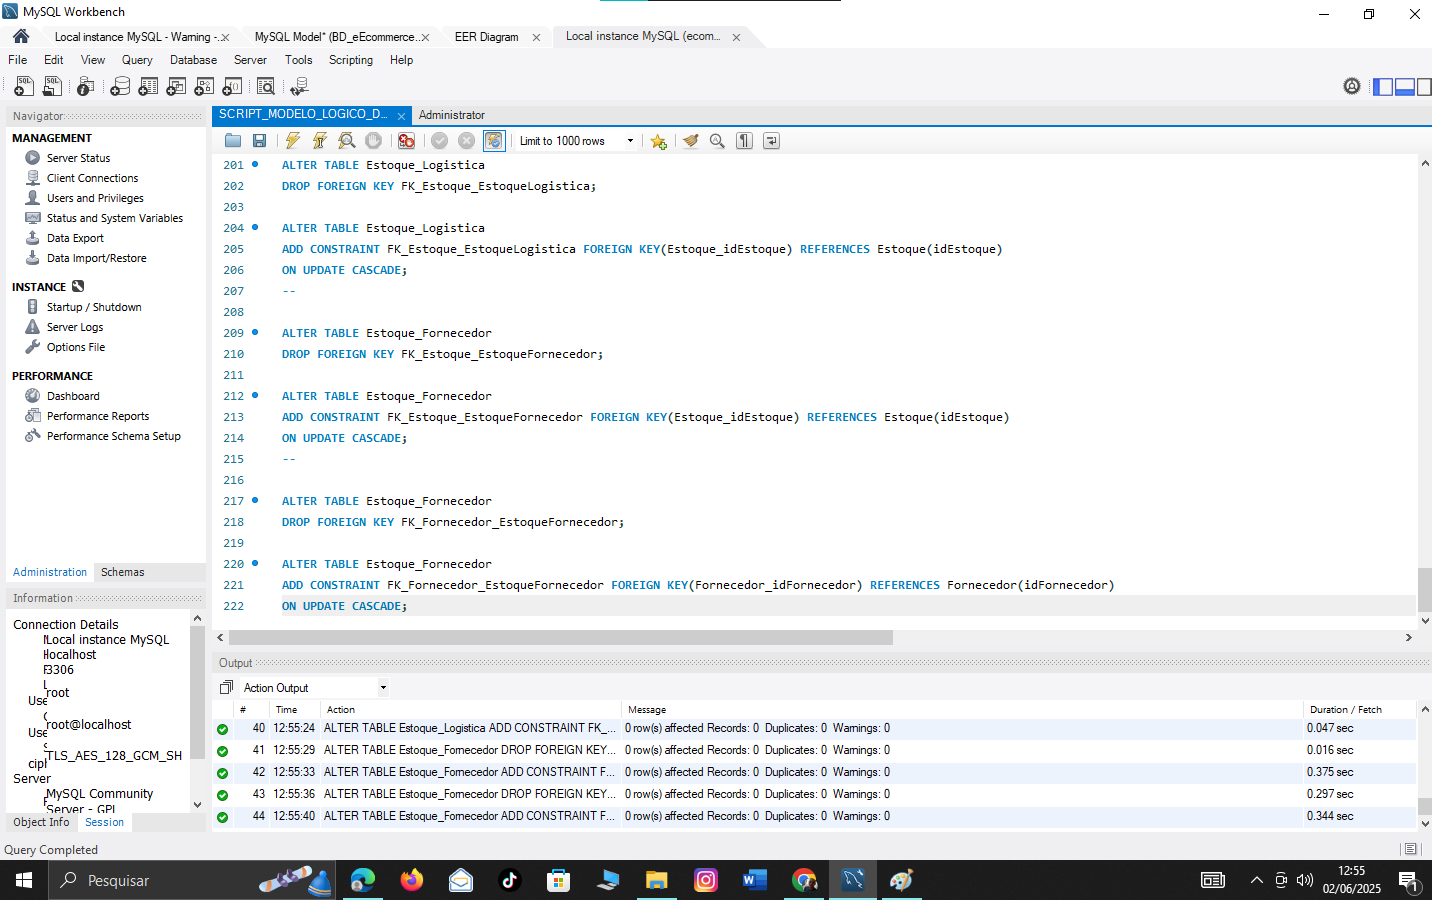 MySQL Workbench
Local instance MySQL - Warning -...
MySQL Model* (BD_eEcommerce...
EER Diagram
Local instance MySQL (ecom...
File Edit View Query Database Server Tools Scripting Help
Navigator
MANAGEMENT
Server Status
Client Connections
Users and Privileges
Status and System Variables
Data Export
Data Import/Restore
INSTANCE
Startup / Shutdown
Server Logs
Options File
PERFORMANCE
Dashboard
Performance Reports
Performance Schema Setup
Administration Schemas
Information
Connection Details
Local instance MySQL
localhost
3306
root
Use
root@localhost
Use
TLS_AES_128_GCM_SH
ciph
Server
MySQL Community
Server - GPL
Object Info Session
SCRIPT_MODELO_LOGICO_D... Administrator
Limit to 1000 rows
201 ALTER TABLE Estoque_Logistica
202 DROP FOREIGN KEY FK_Estoque_EstoqueLogistica;
203
204 ALTER TABLE Estoque_Logistica
205 ADD CONSTRAINT FK_Estoque_EstoqueLogistica FOREIGN KEY(Estoque_idEstoque) REFERENCES Estoque(idEstoque)
206 ON UPDATE CASCADE;
207 --
208
209 ALTER TABLE Estoque_Fornecedor
210 DROP FOREIGN KEY FK_Estoque_EstoqueFornecedor;
211
212 ALTER TABLE Estoque_Fornecedor
213 ADD CONSTRAINT FK_Estoque_EstoqueFornecedor FOREIGN KEY(Estoque_idEstoque) REFERENCES Estoque(idEstoque)
214 ON UPDATE CASCADE;
215 --
216
217 ALTER TABLE Estoque_Fornecedor
218 DROP FOREIGN KEY FK_Fornecedor_EstoqueFornecedor;
219
220 ALTER TABLE Estoque_Fornecedor
221 ADD CONSTRAINT FK_Fornecedor_EstoqueFornecedor FOREIGN KEY(Fornecedor_idFornecedor) REFERENCES Fornecedor(idFornecedor)
222 ON UPDATE CASCADE;
Output
Action Output
# Time Action Message Duration / Fetch
40 12:55:24 ALTER TABLE Estoque_Logistica ADD CONSTRAINT FK_... 0 row(s) affected Records: 0 Duplicates: 0 Warnings: 0 0.047 sec
41 12:55:29 ALTER TABLE Estoque_Fornecedor DROP FOREIGN KEY... 0 row(s) affected Records: 0 Duplicates: 0 Warnings: 0 0.016 sec
42 12:55:33 ALTER TABLE Estoque_Fornecedor ADD CONSTRAINT F... 0 row(s) affected Records: 0 Duplicates: 0 Warnings: 0 0.375 sec
43 12:55:36 ALTER TABLE Estoque_Fornecedor DROP FOREIGN KEY... 0 row(s) affected Records: 0 Duplicates: 0 Warnings: 0 0.297 sec
44 12:55:40 ALTER TABLE Estoque_Fornecedor ADD CONSTRAINT F... 0 row(s) affected Records: 0 Duplicates: 0 Warnings: 0 0.344 sec
Query Completed
Pesquisar
12:55
02/06/2025
1